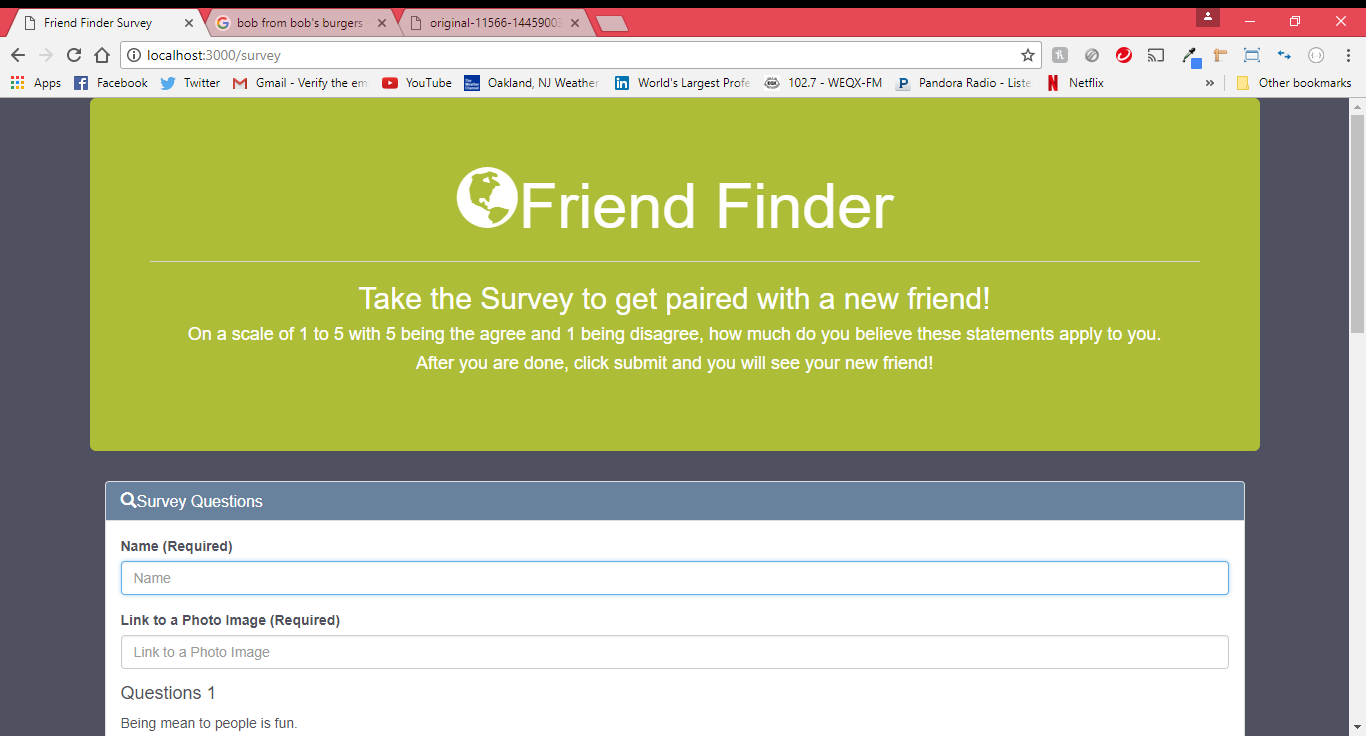 Friend Finder Survey
bob from bob's burgers
original-11566-14459003
localhost:3000/survey
Apps Facebook Twitter Gmail - Verify the em YouTube Oakland, NJ Weather World's Largest Profe 102.7 - WEQX-FM Pandora Radio - Liste Netflix » Other bookmarks
Friend Finder
Take the Survey to get paired with a new friend!
On a scale of 1 to 5 with 5 being the agree and 1 being disagree, how much do you believe these statements apply to you.
After you are done, click submit and you will see your new friend!
Survey Questions
Name (Required)
Name
Link to a Photo Image (Required)
Link to a Photo Image
Questions 1
Being mean to people is fun.